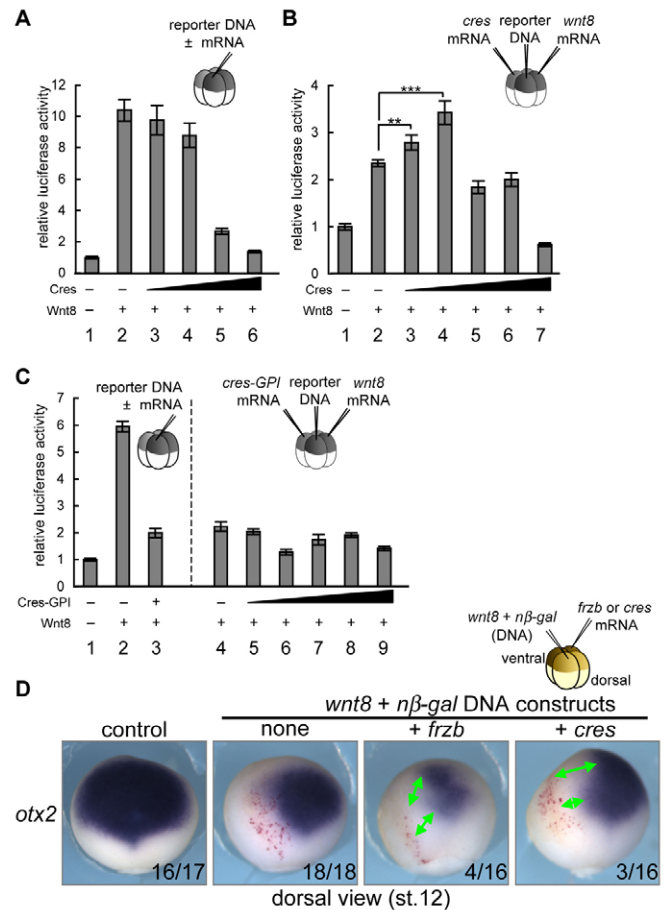 A
reporter DNA
± mRNA
relative luciferase activity
12
10
8
6
4
2
0
Cres –  –
Wnt8 – + + + + +
1 2 3 4 5 6
B
cres reporter wnt8
mRNA DNA mRNA
relative luciferase activity
4
3
2
1
0
***
**
Cres –  –
Wnt8 – + + + + + +
1 2 3 4 5 6 7
C
reporter DNA
± mRNA
cres-GPI reporter wnt8
mRNA DNA mRNA
relative luciferase activity
7
6
5
4
3
2
1
0
Cres-GPI – – + –
Wnt8 – + + + + + + + +
1 2 3 4 5 6 7 8 9
wnt8 + nβ-gal
(DNA)
frzb or cres
mRNA
ventral
dorsal
D
wnt8 + nβ-gal DNA constructs
control none + frzb + cres
otx2
16/17 18/18 4/16 3/16
dorsal view (st.12)